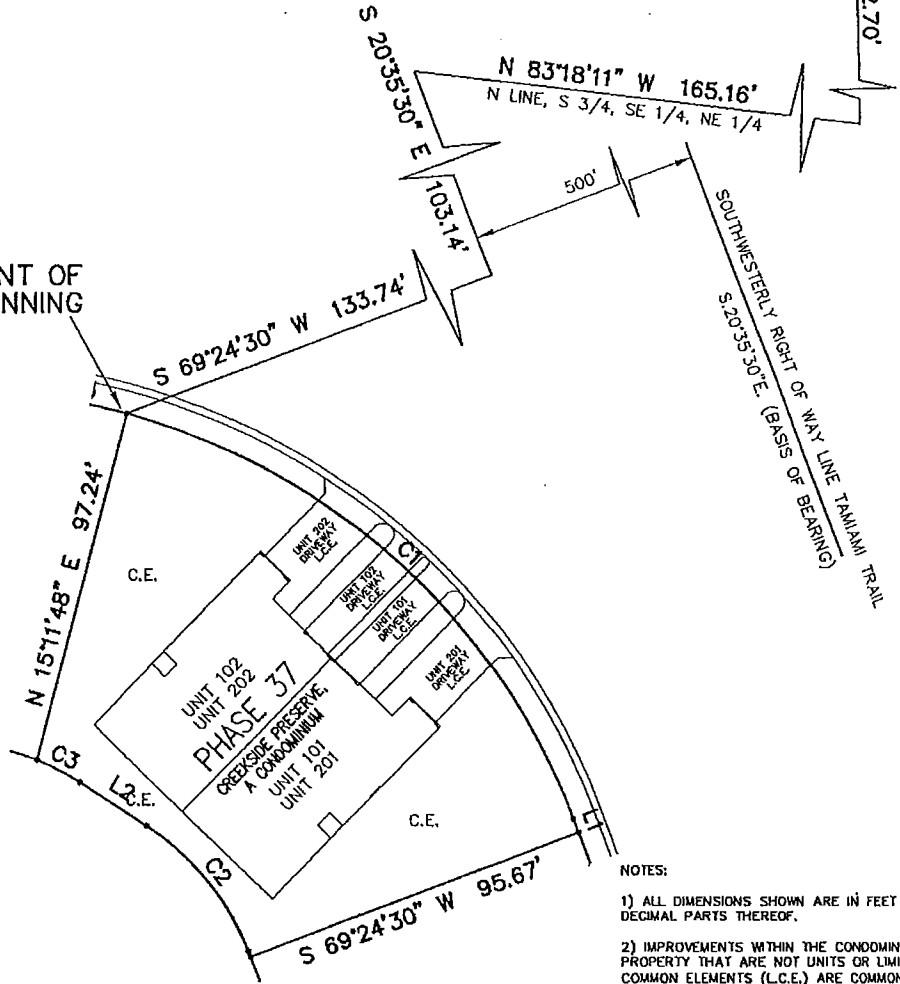 2.70'
S 20°35'30" E 103.14'
N 83°18'11" W 165.16'
N LINE, S 3/4, SE 1/4, NE 1/4
500'
SOUTHWESTERLY RIGHT OF WAY LINE TAMIAMI TRAIL
S.20°35'30"E. (BASIS OF BEARING)
NT OF
NNING
S 69°24'30" W 133.74'
N 15°11'48" E 97.24'
C.E.
UNIT 202
DRIVEWAY
L.C.E.
C1
UNIT 102
DRIVEWAY
L.C.E.
UNIT 101
DRIVEWAY
L.C.E.
UNIT 201
DRIVEWAY
L.C.E.
UNIT 102
UNIT 202
PHASE 37
CREEKSIDE PRESERVE,
A CONDOMINIUM
UNIT 101
UNIT 201
C3
L2
C.E.
C2
C.E.
L1
S 69°24'30" W 95.67'
NOTES:
1) ALL DIMENSIONS SHOWN ARE IN FEET
DECIMAL PARTS THEREOF.
2) IMPROVEMENTS WITHIN THE CONDOMIN
PROPERTY THAT ARE NOT UNITS OR LIMI
COMMON ELEMENTS (L.C.E.) ARE COMMON